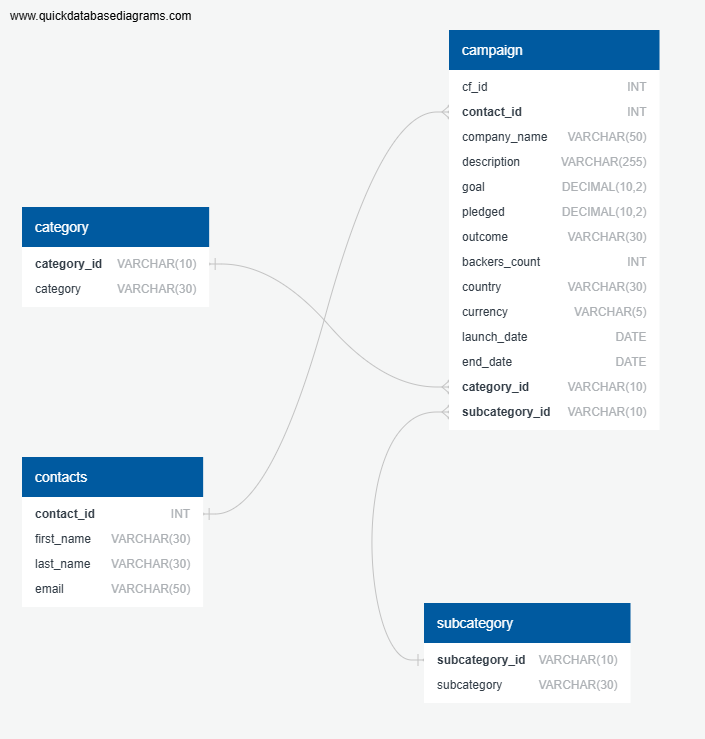 www.quickdatabasediagrams.com
campaign
cf_id INT
contact_id INT
company_name VARCHAR(50)
description VARCHAR(255)
goal DECIMAL(10,2)
pledged DECIMAL(10,2)
outcome VARCHAR(30)
backers_count INT
country VARCHAR(30)
currency VARCHAR(5)
launch_date DATE
end_date DATE
category_id VARCHAR(10)
subcategory_id VARCHAR(10)
category
category_id VARCHAR(10)
category VARCHAR(30)
contacts
contact_id INT
first_name VARCHAR(30)
last_name VARCHAR(30)
email VARCHAR(50)
subcategory
subcategory_id VARCHAR(10)
subcategory VARCHAR(30)